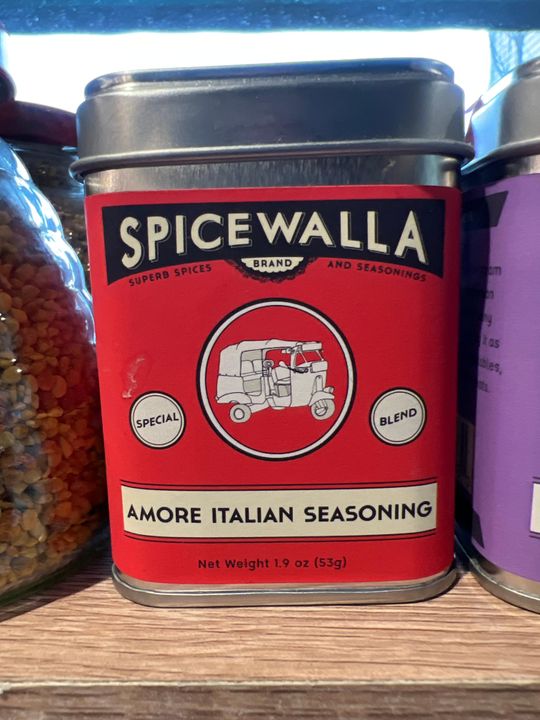 SPICEWALLA
BRAND
SUPERB SPICES
AND SEASONINGS
SPECIAL
BLEND
AMORE ITALIAN SEASONING
Net Weight 1.9 oz (53g)